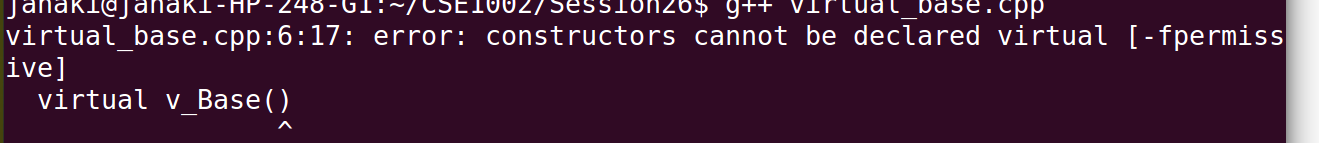 janaki@janaki-HP-248-G1:~/CSE1002/Session26$ g++ virtual_base.cpp
virtual_base.cpp:6:17: error: constructors cannot be declared virtual [-fpermiss
ive]
  virtual v_Base()
                 ^